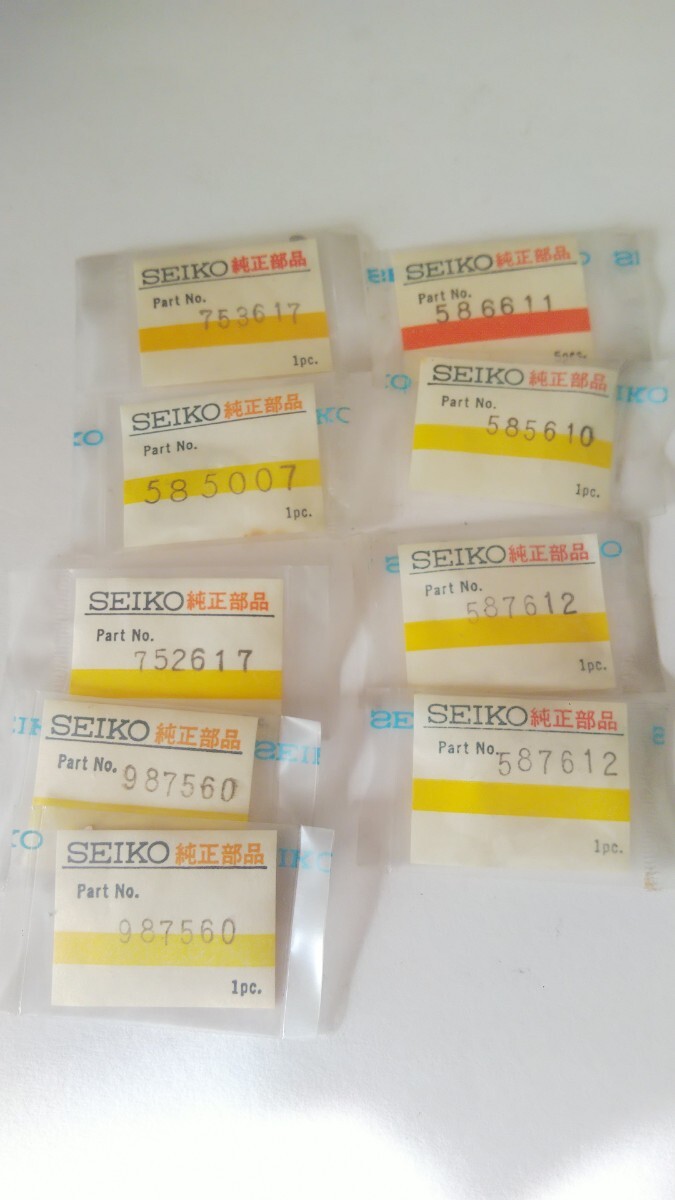 SEIKO 純正部品
Part No.
753617
1pc.
SEIKO 純正部品
Part No.
586611
SEIKO 純正部品
Part No.
585007
1pc.
SEIKO 純正部品
Part No.
585610
1pc.
SEIKO 純正部品
Part No.
752617
SEIKO 純正部品
Part No.
587612
1pc.
SEIKO 純正部品
Part No. 987560
SEIKO 純正部品
Part No. 587612
1pc.
SEIKO 純正部品
Part No.
987560
1pc.